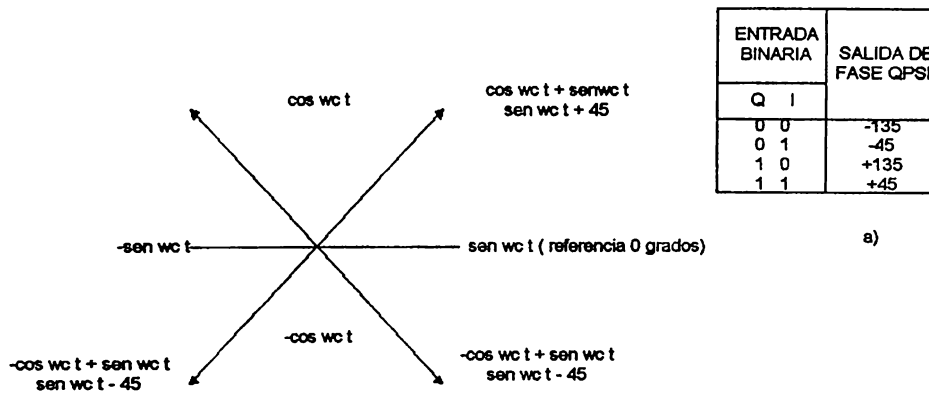 ENTRADA
BINARIA
SALIDA DE
FASE QPSK
Q I
0 0 -135
0 1 -45
1 0 +135
1 1 +45
a)
cos wc t
cos wc t + senwc t
sen wc t + 45
-sen wc t
sen wc t ( referencia 0 grados)
-cos wc t
-cos wc t + sen wc t
sen wc t - 45
-cos wc t + sen wc t
sen wc t - 45